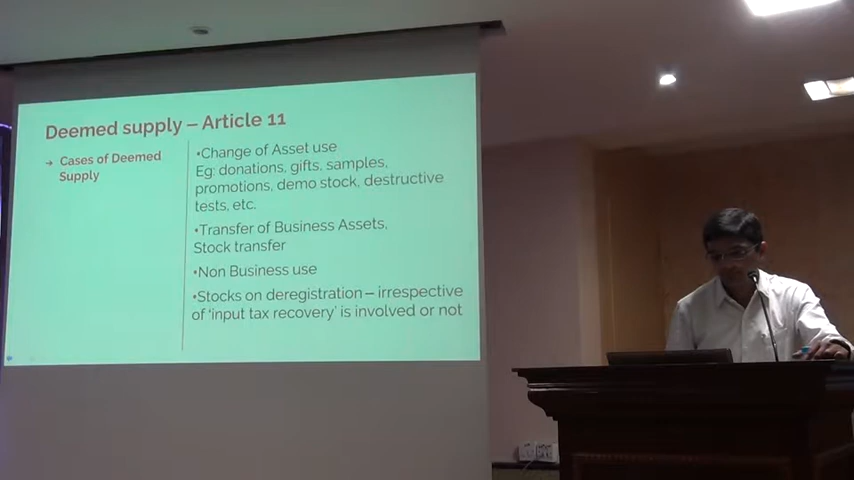 Deemed supply – Article 11
→ Cases of Deemed
Supply
•Change of Asset use
Eg: donations, gifts, samples,
promotions, demo stock, destructive
tests, etc.
•Transfer of Business Assets,
Stock transfer
•Non Business use
•Stocks on deregistration – irrespective
of 'input tax recovery' is involved or not